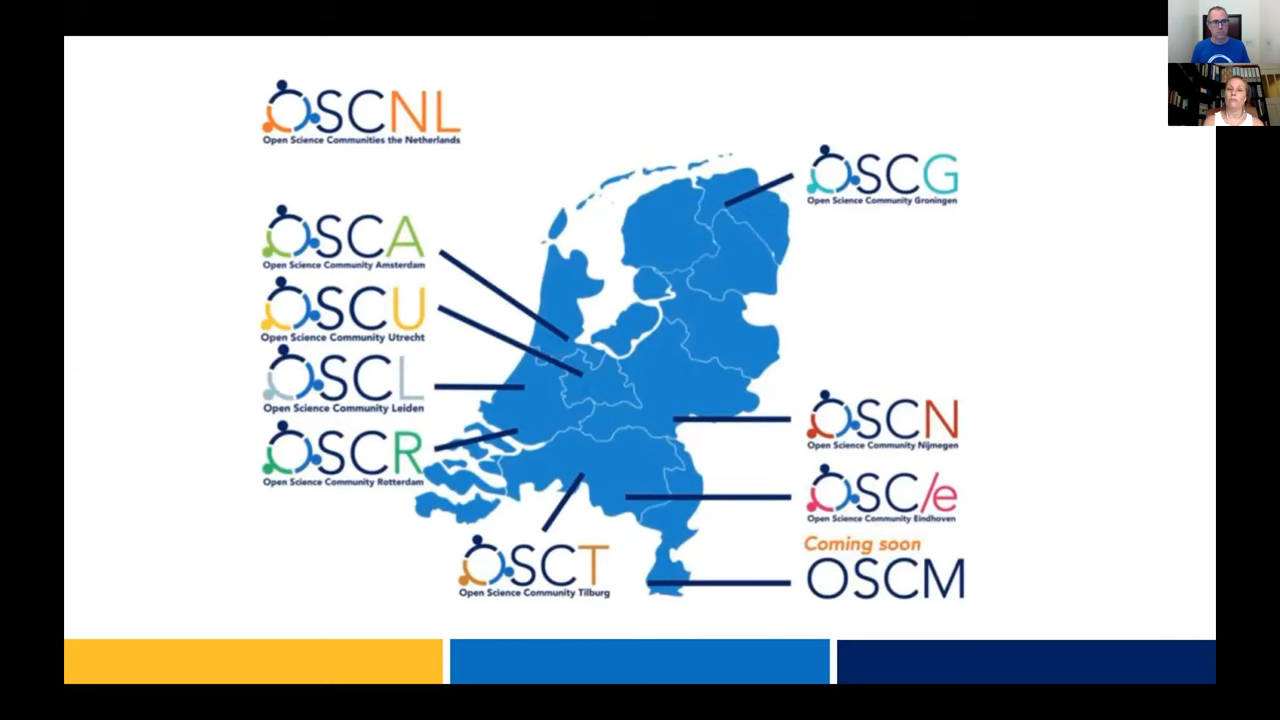 OSCNL
Open Science Communities the Netherlands
OSCG
Open Science Community Groningen
OSCA
Open Science Community Amsterdam
OSCU
Open Science Community Utrecht
OSCL
Open Science Community Leiden
OSCR
Open Science Community Rotterdam
OSCN
Open Science Community Nijmegen
OSC/e
Open Science Community Eindhoven
OSCT
Open Science Community Tilburg
Coming soon
OSCM